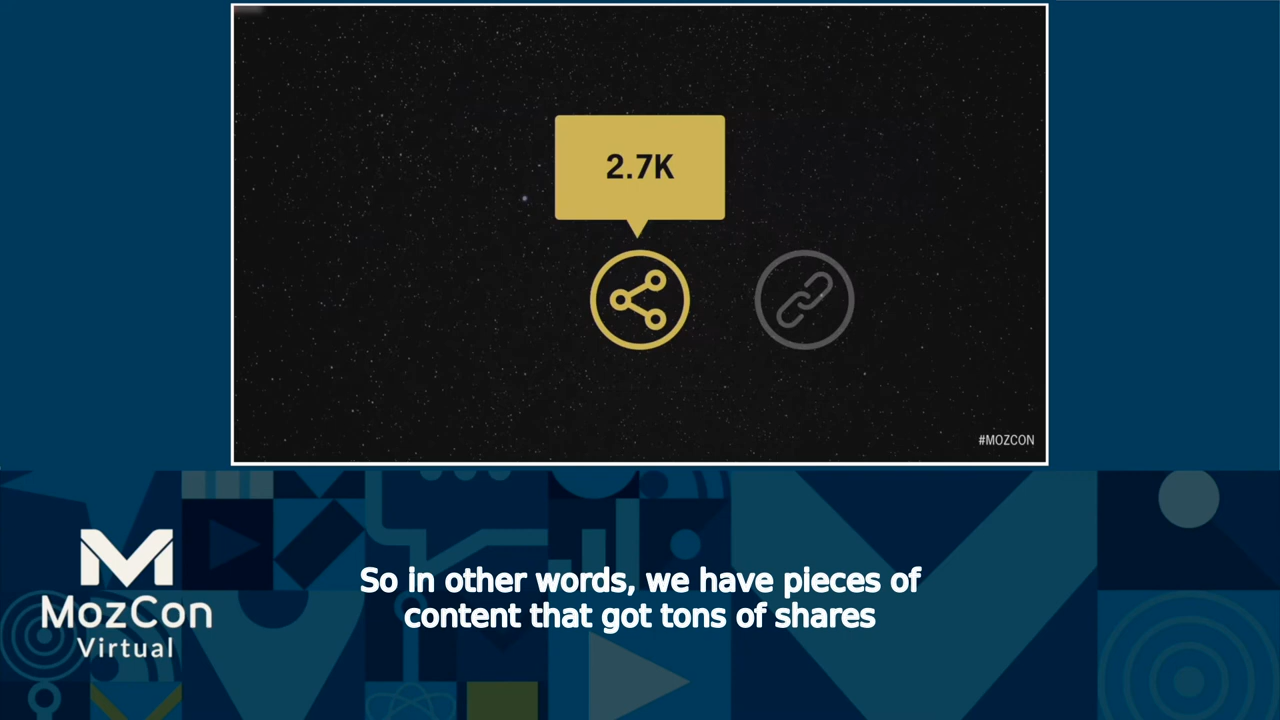 2.7K
#MOZCON
MozCon
Virtual
So in other words, we have pieces of
content that got tons of shares